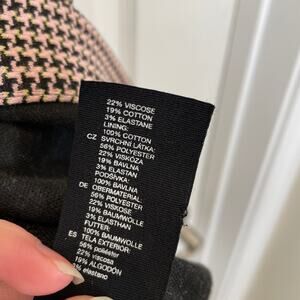 22% VISCOSE
19% COTTON
3% ELASTANE
LINING:
100% COTTON
CZ SVRCHNI LÁTKA:
56% POLYESTER
22% VISKÓZA
19% BAVLNA
3% ELASTAN
PODŠÍVKA:
100% BAVLNA
DE OBERMATERIAL:
56% POLYESTER
22% VISKOSE
19% BAUMWOLLE
3% ELASTHAN
FUTTER:
100% BAUMWOLLE
ES TELA EXTERIOR:
56% poliéster
22% viscosa
19% ALGODÓN
3% elastano